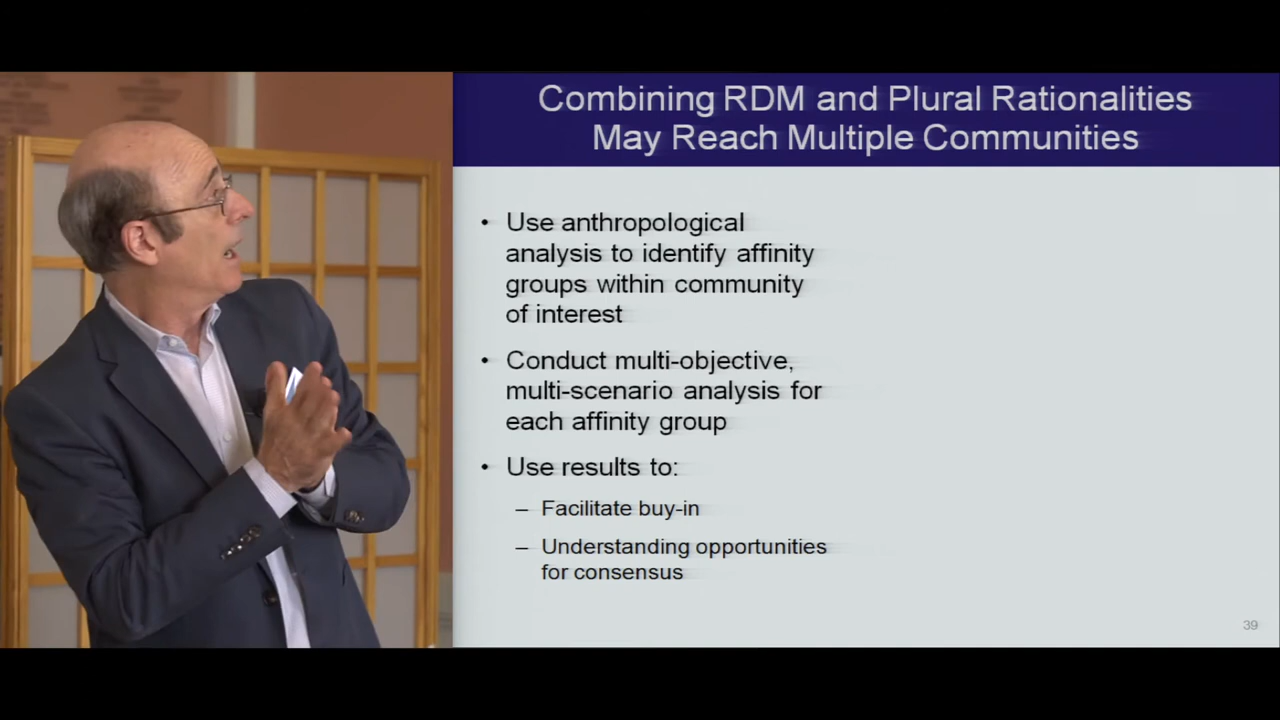 Combining RDM and Plural Rationalities
May Reach Multiple Communities
• Use anthropological
analysis to identify affinity
groups within community
of interest
• Conduct multi-objective,
multi-scenario analysis for
each affinity group
• Use results to:
– Facilitate buy-in
– Understanding opportunities
for consensus
39